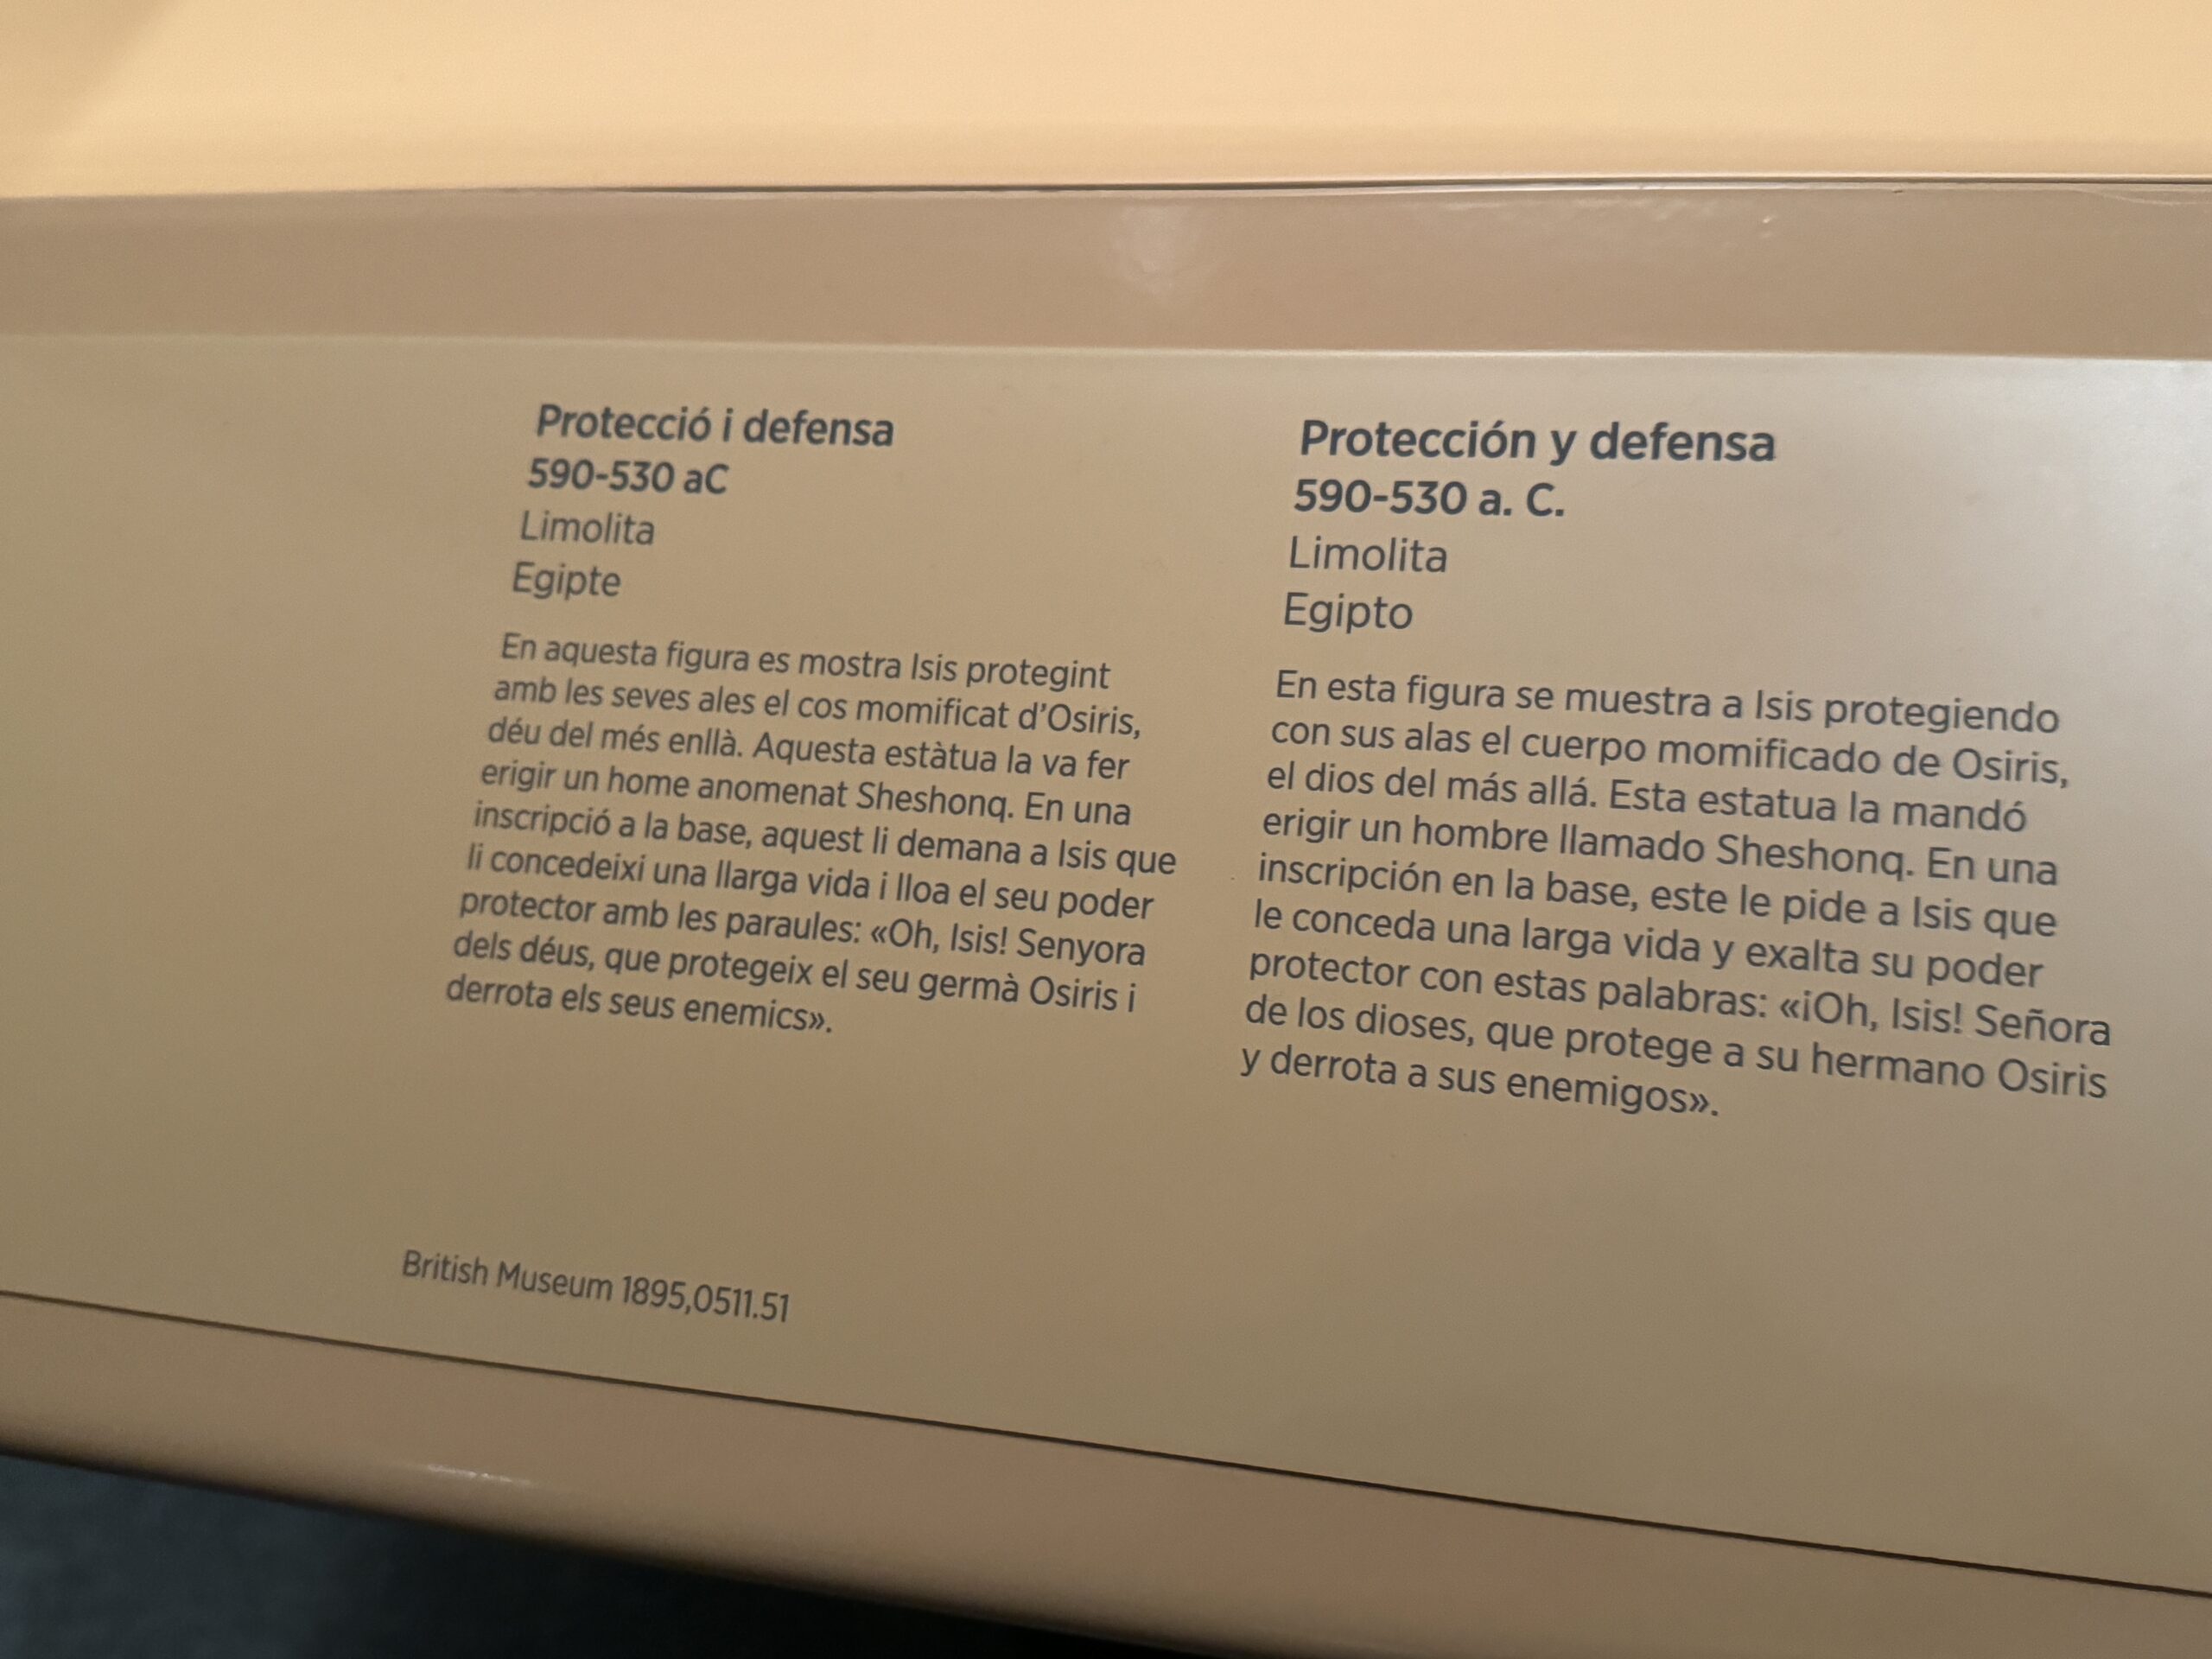 Protecció i defensa
590-530 aC
Limolita
Egipte
En aquesta figura es mostra Isis protegint
amb les seves ales el cos momificat d'Osiris,
déu del més enllà. Aquesta estàtua la va fer
erigir un home anomenat Sheshonq. En una
inscripció a la base, aquest li demana a Isis que
li concedeixi una llarga vida i lloa el seu poder
protector amb les paraules: «Oh, Isis! Senyora
dels déus, que protegeix el seu germà Osiris i
derrota els seus enemics».
British Museum 1895,0511.51
Protección y defensa
590-530 a. C.
Limolita
Egipto
En esta figura se muestra a Isis protegiendo
con sus alas el cuerpo momificado de Osiris,
el dios del más allá. Esta estatua la mandó
erigir un hombre llamado Sheshonq. En una
inscripción en la base, este le pide a Isis que
le conceda una larga vida y exalta su poder
protector con estas palabras: «¡Oh, Isis! Señora
de los dioses, que protege a su hermano Osiris
y derrota a sus enemigos».